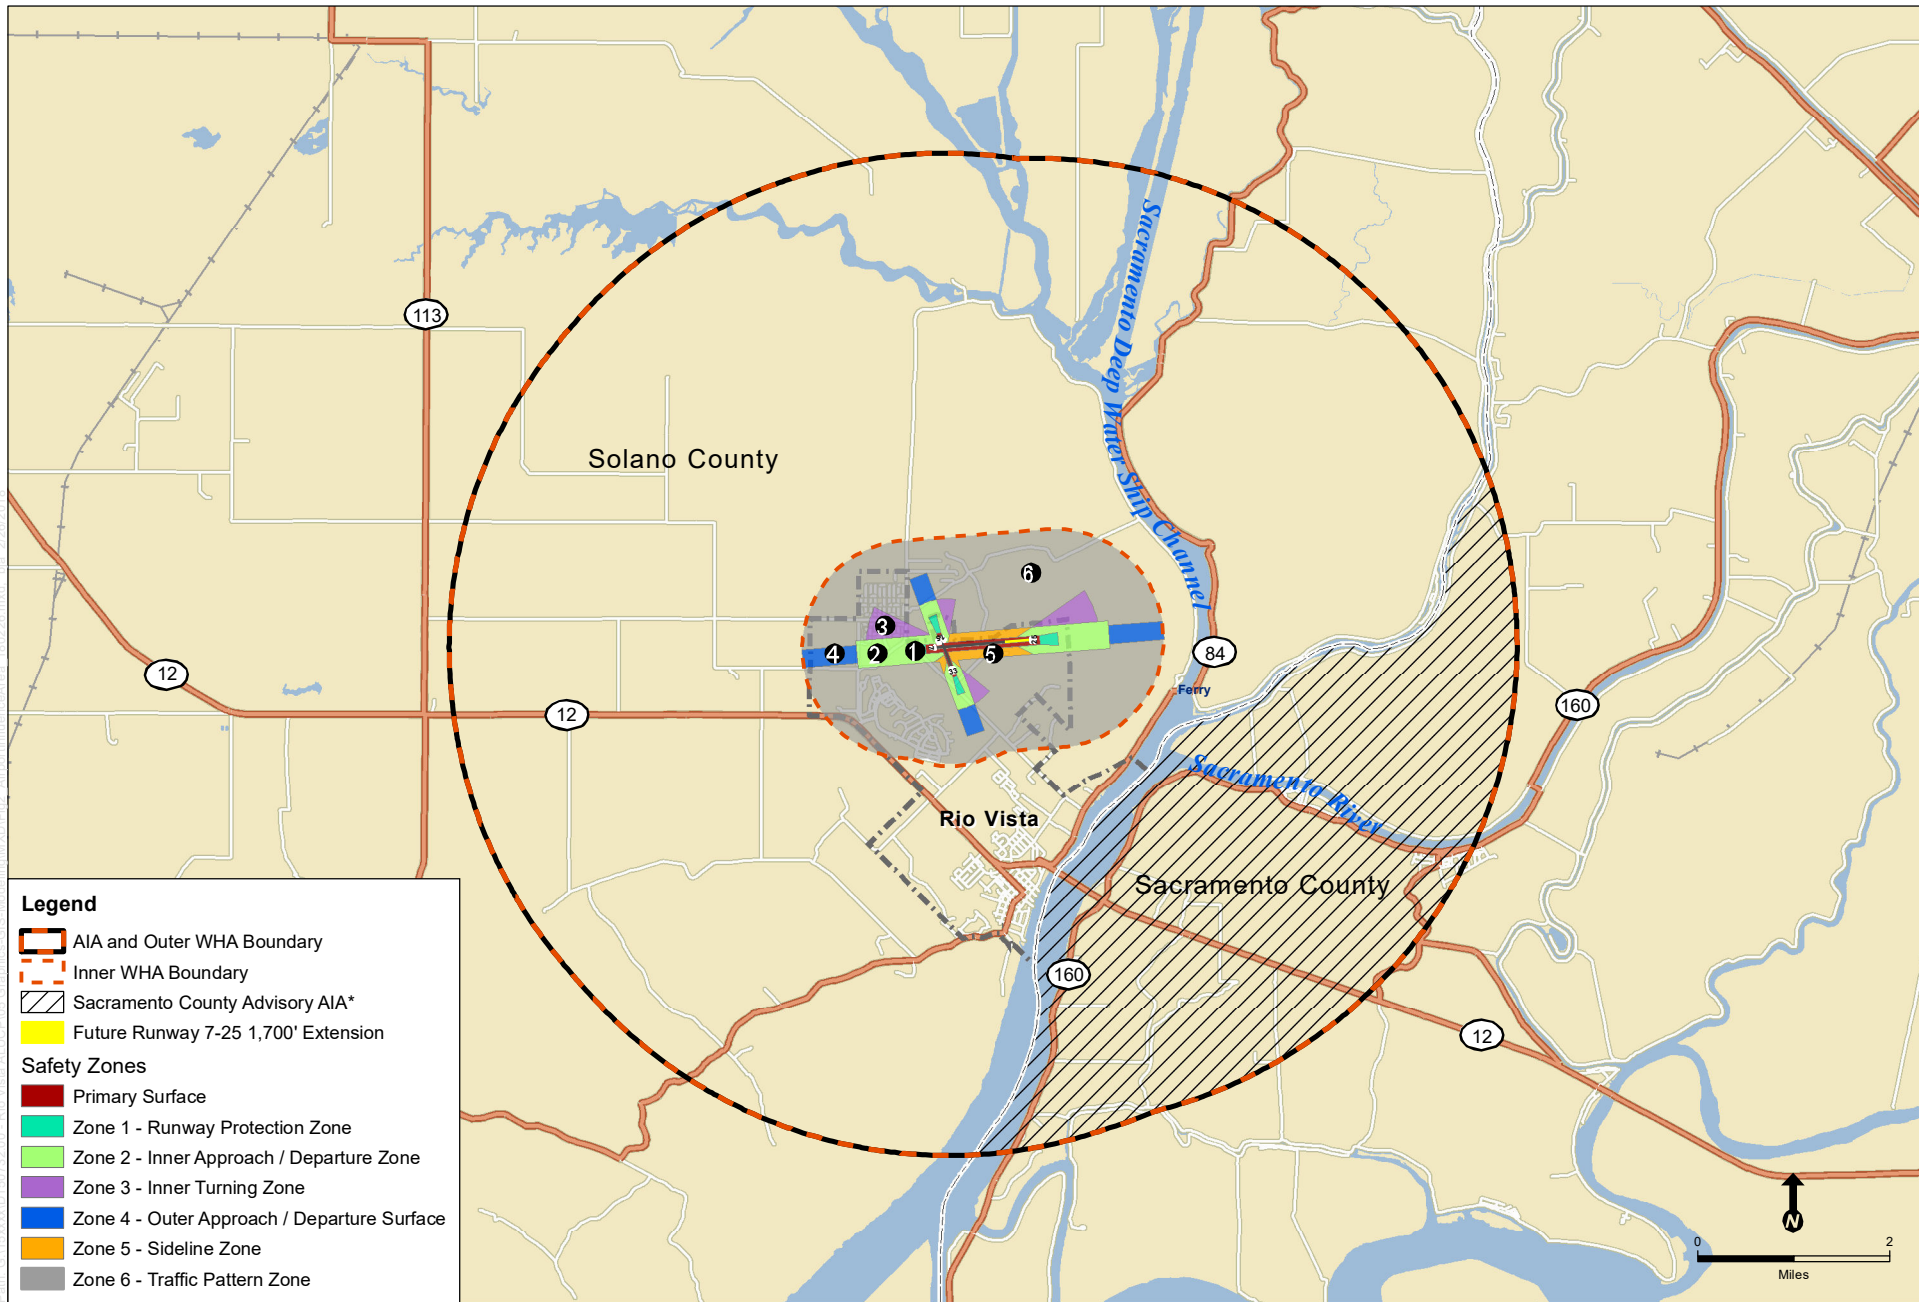 Sacramento Deep Water Ship Channel
113
Solano County
6
3
4
2
1
5
16
7
25
33
84
Ferry
12
12
160
Sacramento River
Rio Vista
Sacramento County
160
12
Legend
AIA and Outer WHA Boundary
Inner WHA Boundary
Sacramento County Advisory AIA*
Future Runway 7-25 1,700' Extension
Safety Zones
Primary Surface
Zone 1 - Runway Protection Zone
Zone 2 - Inner Approach / Departure Zone
Zone 3 - Inner Turning Zone
Zone 4 - Outer Approach / Departure Surface
Zone 5 - Sideline Zone
Zone 6 - Traffic Pattern Zone
N
0 2
Miles